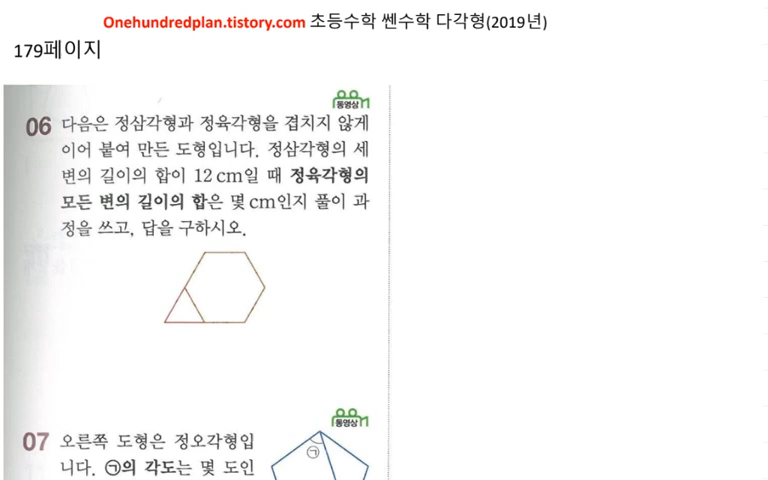 Onehundredplan.tistory.com 초등수학 쎈수학 다각형(2019년)
179페이지
동영상
06 다음은 정삼각형과 정육각형을 겹치지 않게
이어 붙여 만든 도형입니다. 정삼각형의 세
변의 길이의 합이 12 cm일 때 정육각형의
모든 변의 길이의 합은 몇 cm인지 풀이 과
정을 쓰고, 답을 구하시오.
동영상
07 오른쪽 도형은 정오각형입
니다. ㉠의 각도는 몇 도인
㉠